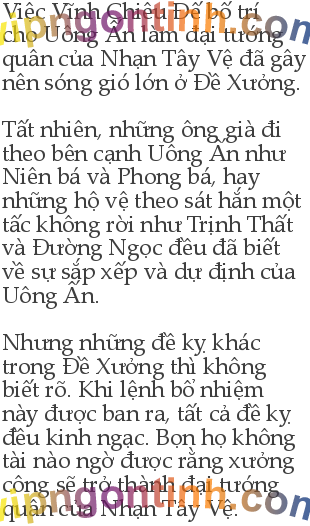 Việc Vĩnh Chiêu Đế bố trí
cho Uông Ấn làm đại tướng
quân của Nhạn Tây Vệ đã gây
nên sóng gió lớn ở Đề Xưởng.
Tất nhiên, những ông già đi
theo bên cạnh Uông Ấn như
Niên bá và Phong bá, hay
những hộ vệ theo sát hắn một
tấc không rời như Trịnh Thất
và Đường Ngọc đều đã biết
về sự sắp xếp và dự định của
Uông Ấn.
Nhưng những đề kỵ khác
trong Đề Xưởng thì không
biết rõ. Khi lệnh bổ nhiệm
này được ban ra, tất cả đề kỵ
đều kinh ngạc. Bọn họ không
tài nào ngờ được rằng xưởng
công sẽ trở thành đại tướng
quân của Nhạn Tây Vệ.
vipngontinh.com
vipngontinh.com